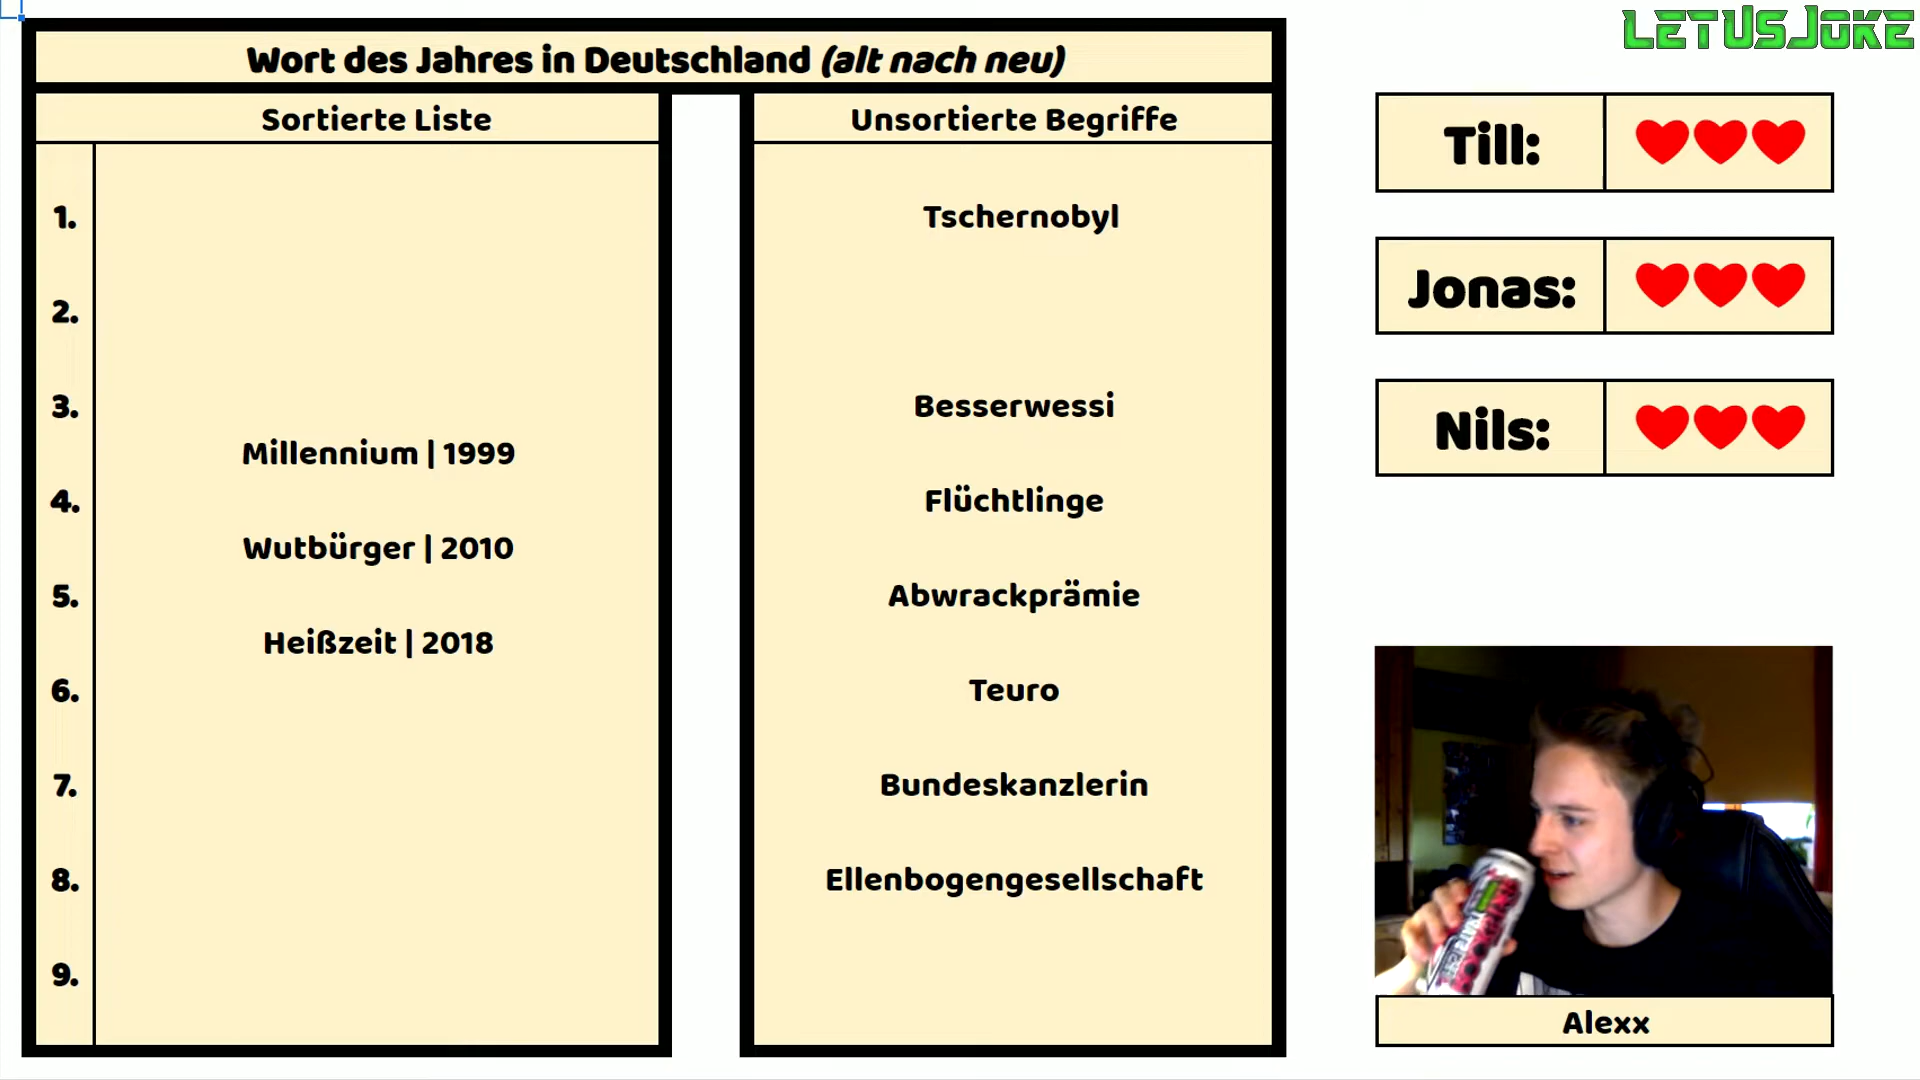 LETUSJOKE
Wort des Jahres in Deutschland (alt nach neu)
Sortierte Liste
1.
2.
3.
Millennium | 1999
4.
Wutbürger | 2010
5.
Heißzeit | 2018
6.
7.
8.
9.
Unsortierte Begriffe
Tschernobyl
Besserwessi
Flüchtlinge
Abwrackprämie
Teuro
Bundeskanzlerin
Ellenbogengesellschaft
Till:
Jonas:
Nils:
Alexx